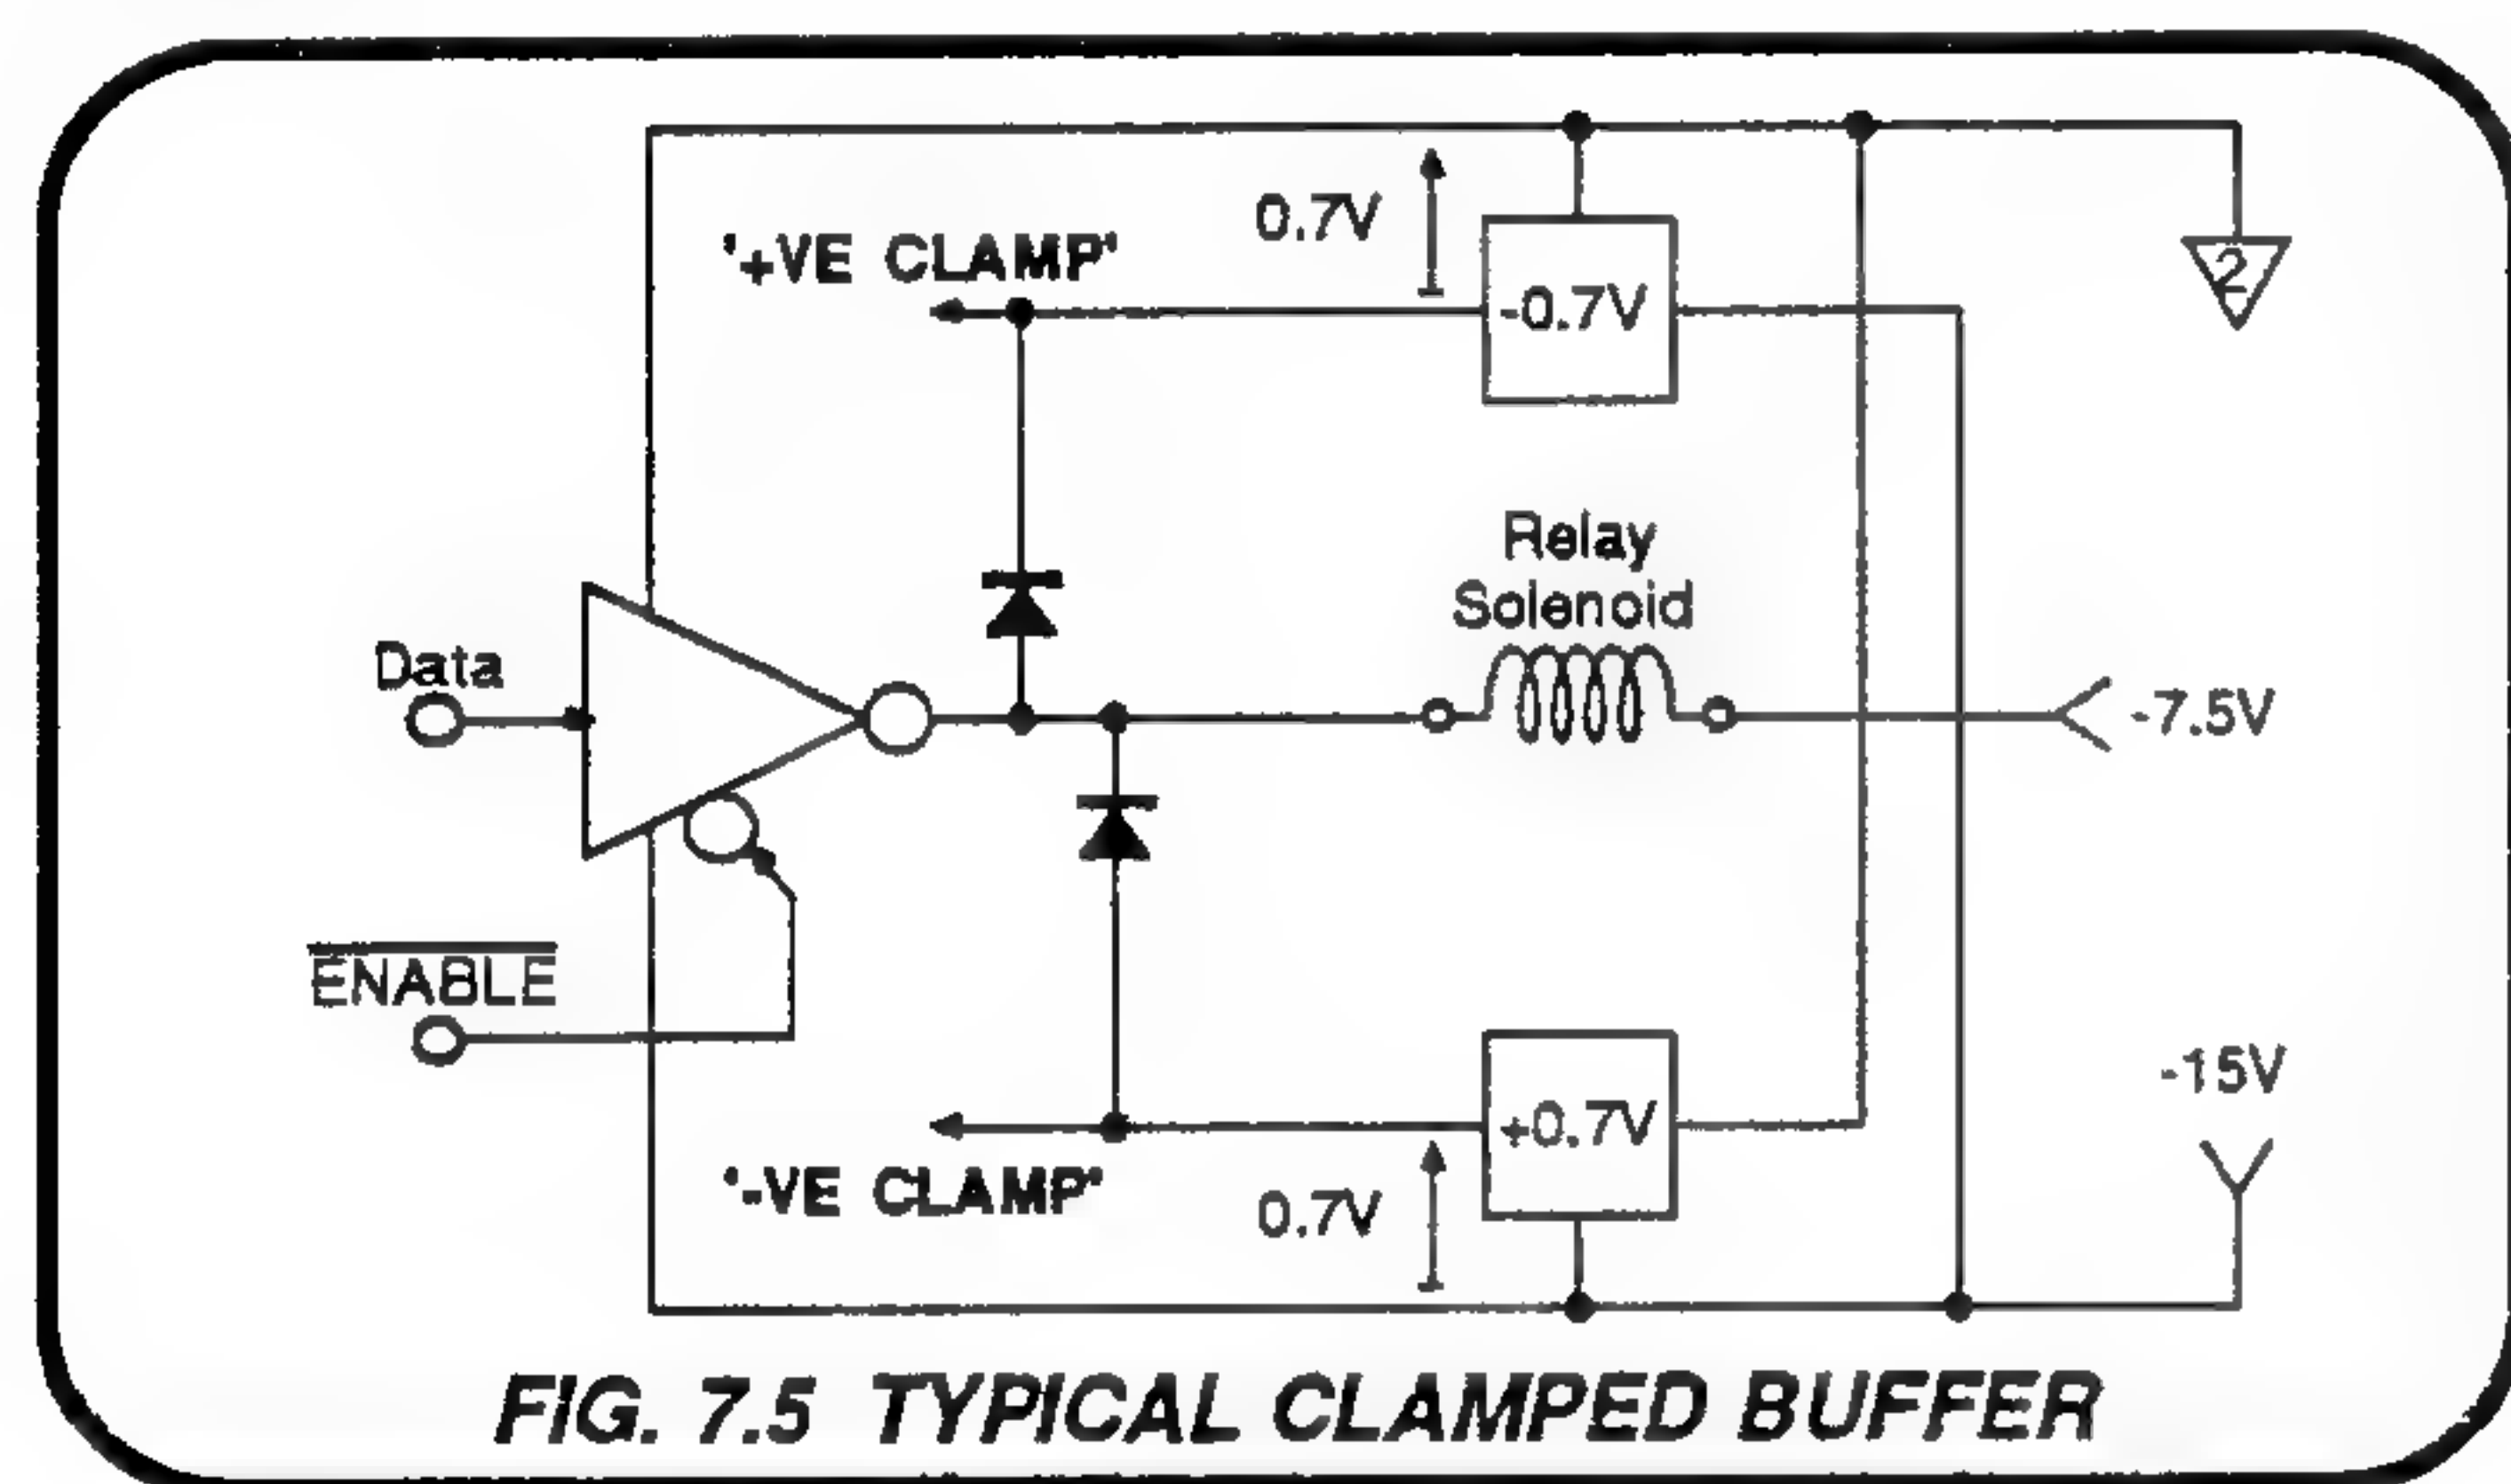 0.7V
'+VE CLAMP'
-0.7V
2
Relay
Solenoid
Data
-7.5V
ENABLE
-15V
+0.7V
'-VE CLAMP'
0.7V
FIG. 7.5 TYPICAL CLAMPED BUFFER